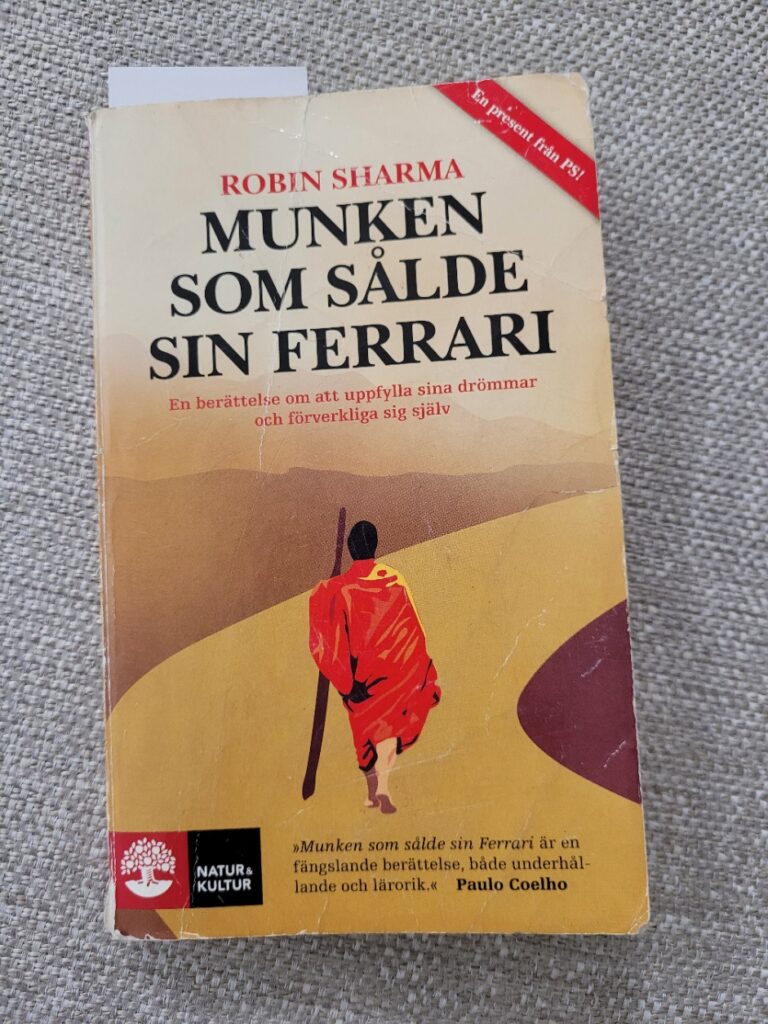 En present från PS!
ROBIN SHARMA
MUNKEN
SOM SÅLDE
SIN FERRARI
En berättelse om att uppfylla sina drömmar
och förverkliga sig själv
NATUR&
KULTUR
»Munken som sålde sin Ferrari är en
fängslande berättelse, både underhål-
lande och lärorik.« Paulo Coelho